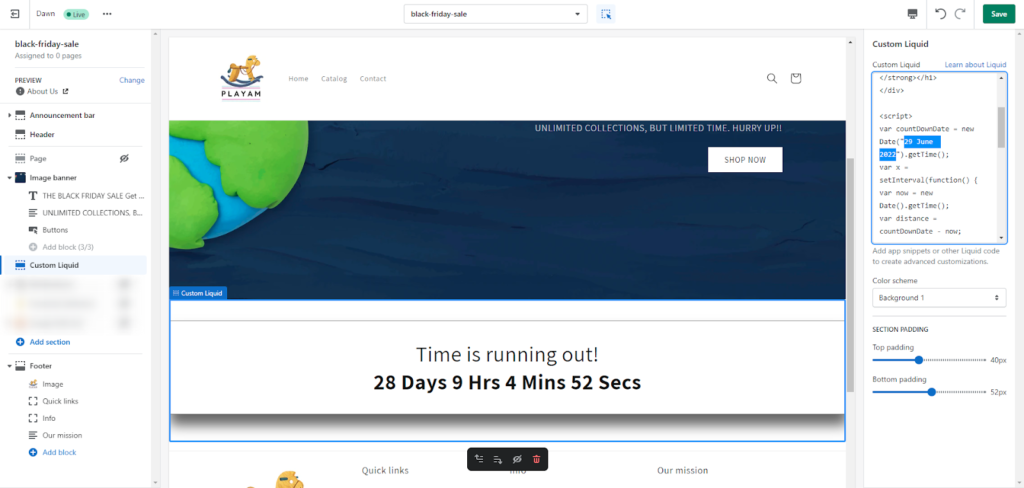 Dawn
Live
black-friday-sale
Save
black-friday-sale
Assigned to 0 pages
PREVIEW
Change
About Us
Announcement bar
Header
Page
Image banner
THE BLACK FRIDAY SALE Get ...
UNLIMITED COLLECTIONS, B...
Buttons
Add block (3/3)
Custom Liquid
Add section
Footer
Image
Quick links
Info
Our mission
Add block
PLAYAM
Home Catalog Contact
UNLIMITED COLLECTIONS, BUT LIMITED TIME. HURRY UP!!
SHOP NOW
Custom Liquid
Time is running out!
28 Days 9 Hrs 4 Mins 52 Secs
Quick links
Info
Our mission
Custom Liquid
Custom Liquid
Learn about Liquid
</strong></h1>
</div>
<script>
var countDownDate = new
Date("29 June
2022").getTime();
var x =
setInterval(function() {
var now = new
Date().getTime();
var distance =
countDownDate - now;
Add app snippets or other Liquid code
to create advanced customizations.
Color scheme
Background 1
SECTION PADDING
Top padding
40px
Bottom padding
52px